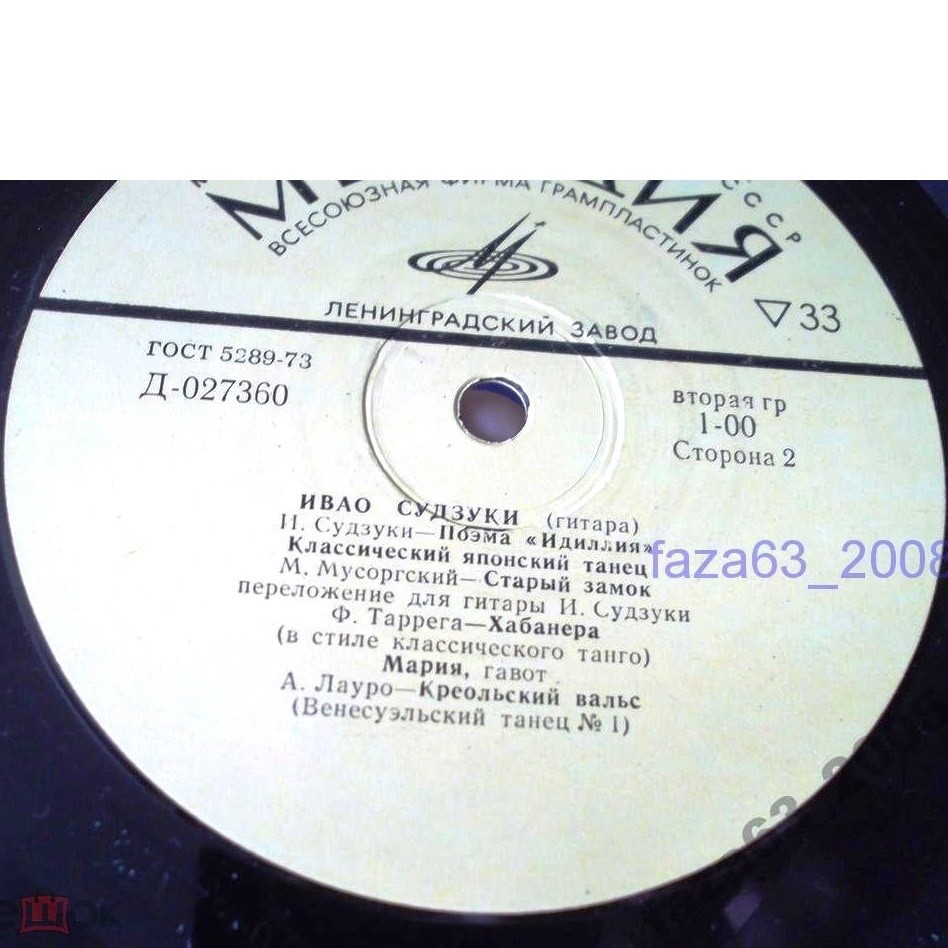 СССР
ВСЕСОЮЗНАЯ ФИРМА ГРАМПЛАСТИНОК
ЛЕНИНГРАДСКИЙ ЗАВОД
33
ГОСТ 5289-73
Д-027360
вторая гр
1-00
Сторона 2
ИВАО СУДЗУКИ (гитара)
И. Судзуки—Поэма «Идиллия»
Классический японский танец
М. Мусоргский—Старый замок
переложение для гитары И. Судзуки
Ф. Таррега—Хабанера
(в стиле классического танго)
Мария, гавот
А. Лауро—Креольский вальс
(Венесуэльский танец № 1)
faza63_2008